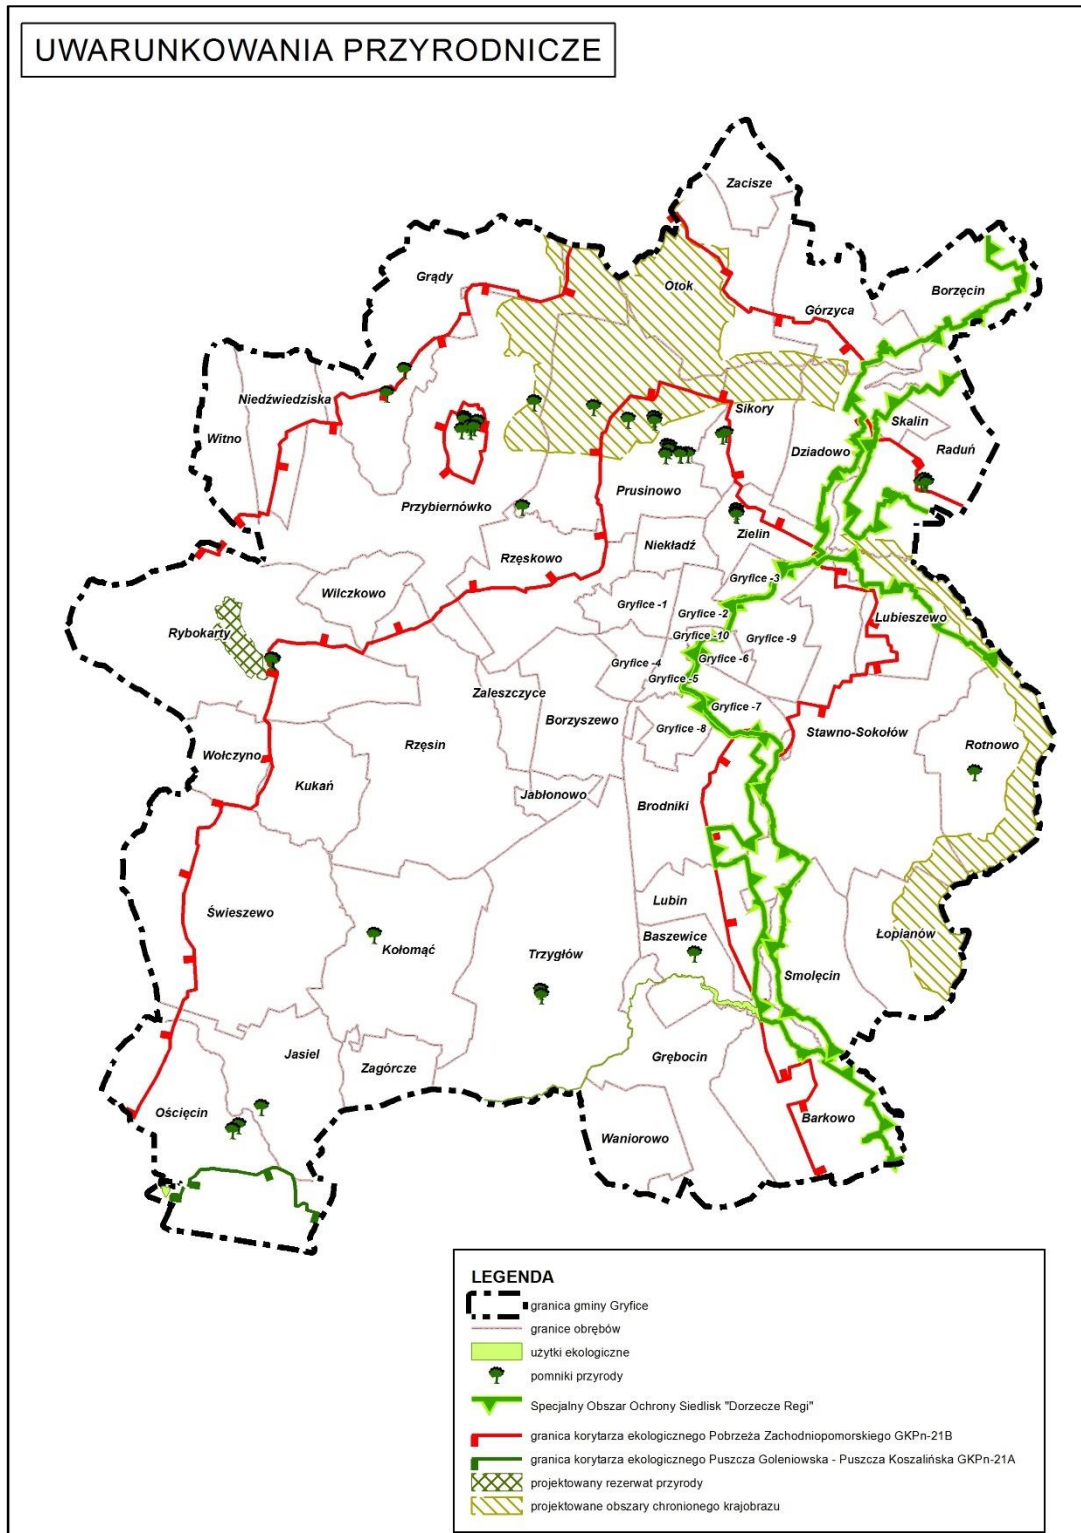 UWARUNKOWANIA PRZYRODNICZE
Zacisze
Grądy
Otok
Borzęcin
Górzyca
Niedźwiedziska
Witno
Sikory
Skalin
Dziadowo
Raduń
Przybiernówko
Prusinowo
Rzęskowo
Niekładź
Zielin
Gryfice -3
Wilczkowo
Gryfice -1
Gryfice -2
Rybokarty
Gryfice -10
Gryfice -9
Lubieszewo
Gryfice -4
Gryfice -6
Gryfice -5
Zaleszczyce
Gryfice -7
Borzyszewo
Gryfice -8
Stawno-Sokołów
Wołczyno
Rzęsin
Rotnowo
Kukań
Jabłonowo
Brodniki
Świeszewo
Lubin
Kołomąć
Trzygłów
Baszewice
Łopianów
Smolęcin
Jasiel
Zagórcze
Grębocin
Ościęcin
Waniorowo
Barkowo
LEGENDA
granica gminy Gryfice
granice obrębów
użytki ekologiczne
pomniki przyrody
Specjalny Obszar Ochrony Siedlisk "Dorzecze Regi"
granica korytarza ekologicznego Pobrzeża Zachodniopomorskiego GKPn-21B
granica korytarza ekologicznego Puszcza Goleniowska - Puszcza Koszalińska GKPn-21A
projektowany rezerwat przyrody
projektowane obszary chronionego krajobrazu